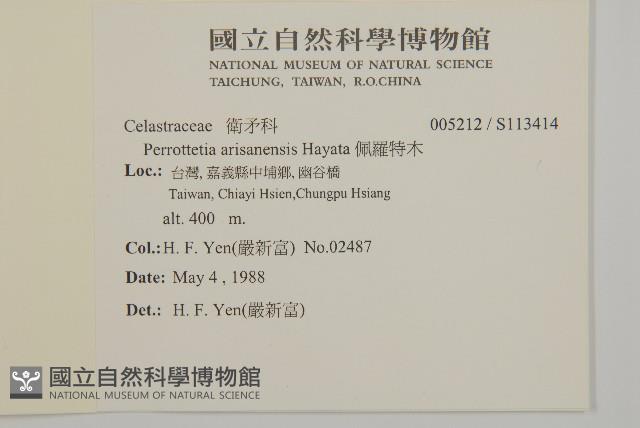 國立自然科學博物館
NATIONAL MUSEUM OF NATURAL SCIENCE
TAICHUNG, TAIWAN, R.O.CHINA
Celastraceae 衛矛科 005212 / S113414
Perrottetia arisanensis Hayata 佩羅特木
Loc.: 台灣, 嘉義縣中埔鄉, 幽谷橋
Taiwan, Chiayi Hsien,Chungpu Hsiang
alt. 400 m.
Col.: H. F. Yen(嚴新富) No.02487
Date: May 4 , 1988
Det.: H. F. Yen(嚴新富)
國立自然科學博物館
NATIONAL MUSEUM OF NATURAL SCIENCE